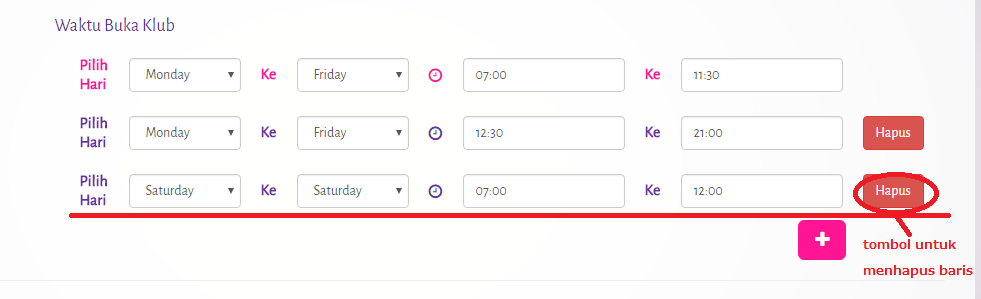 Waktu Buka Klub
Pilih Hari Monday Ke Friday 07:00 Ke 11:30
Pilih Hari Monday Ke Friday 12:30 Ke 21:00 Hapus
Pilih Hari Saturday Ke Saturday 07:00 Ke 12:00 Hapus
+
tombol untuk
menhapus baris